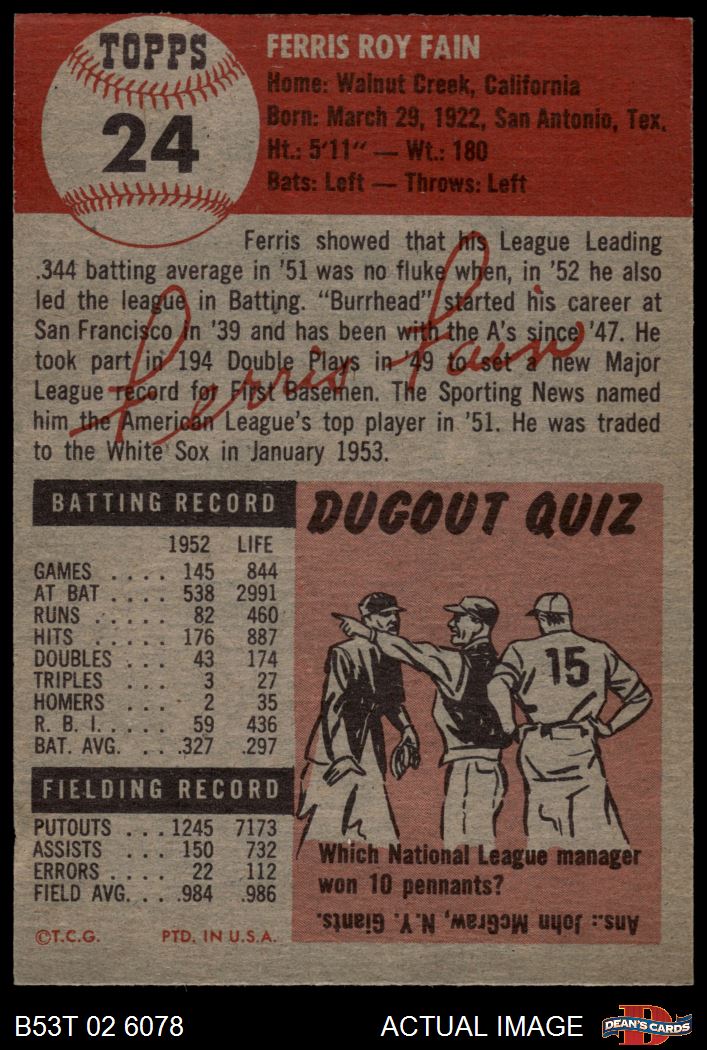 TOPPS
24
FERRIS ROY FAIN
Home: Walnut Creek, California
Born: March 29, 1922, San Antonio, Tex.
Ht.: 5'11" — Wt.: 180
Bats: Left — Throws: Left
Ferris showed that his League Leading
.344 batting average in '51 was no fluke when, in '52 he also
led the league in Batting. "Burrhead" started his career at
San Francisco in '39 and has been with the A's since '47. He
took part in 194 Double Plays in '49 to set a new Major
League record for First Basemen. The Sporting News named
him the American League's top player in '51. He was traded
to the White Sox in January 1953.
Ferris Fain
BATTING RECORD
1952 LIFE
GAMES .... 145 844
AT BAT .... 538 2991
RUNS ..... 82 460
HITS ..... 176 887
DOUBLES ... 43 174
TRIPLES ... 3 27
HOMERS ... 2 35
R. B. I. .... 59 436
BAT. AVG. ... .327 .297
FIELDING RECORD
PUTOUTS ... 1245 7173
ASSISTS .... 150 732
ERRORS .... 22 112
FIELD AVG. ... .984 .986
©T.C.G. PTD. IN U.S.A.
DUGOUT QUIZ
15
Which National League manager
won 10 pennants?
Ans.: John McGraw, N.Y. Giants.
B53T 02 6078
ACTUAL IMAGE
D
DEAN'S CARDS